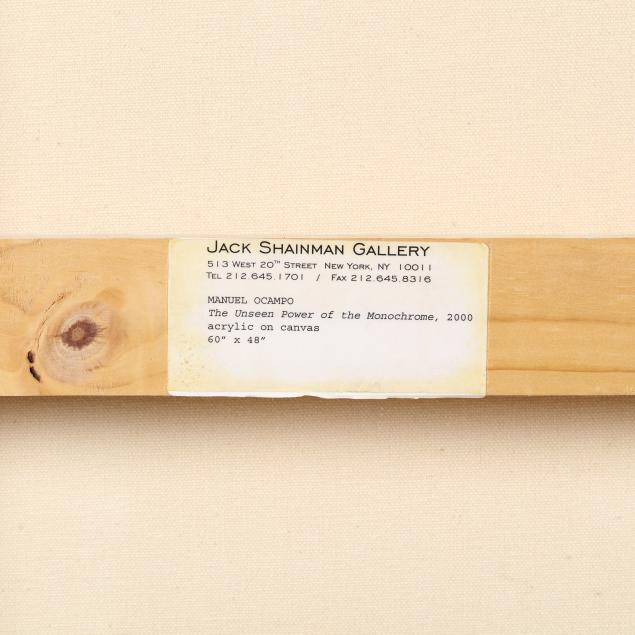 JACK SHAINMAN GALLERY
513 WEST 20TH STREET NEW YORK, NY 10011
TEL 212.645.1701 / FAX 212.645.8316
MANUEL OCAMPO
The Unseen Power of the Monochrome, 2000
acrylic on canvas
60" x 48"